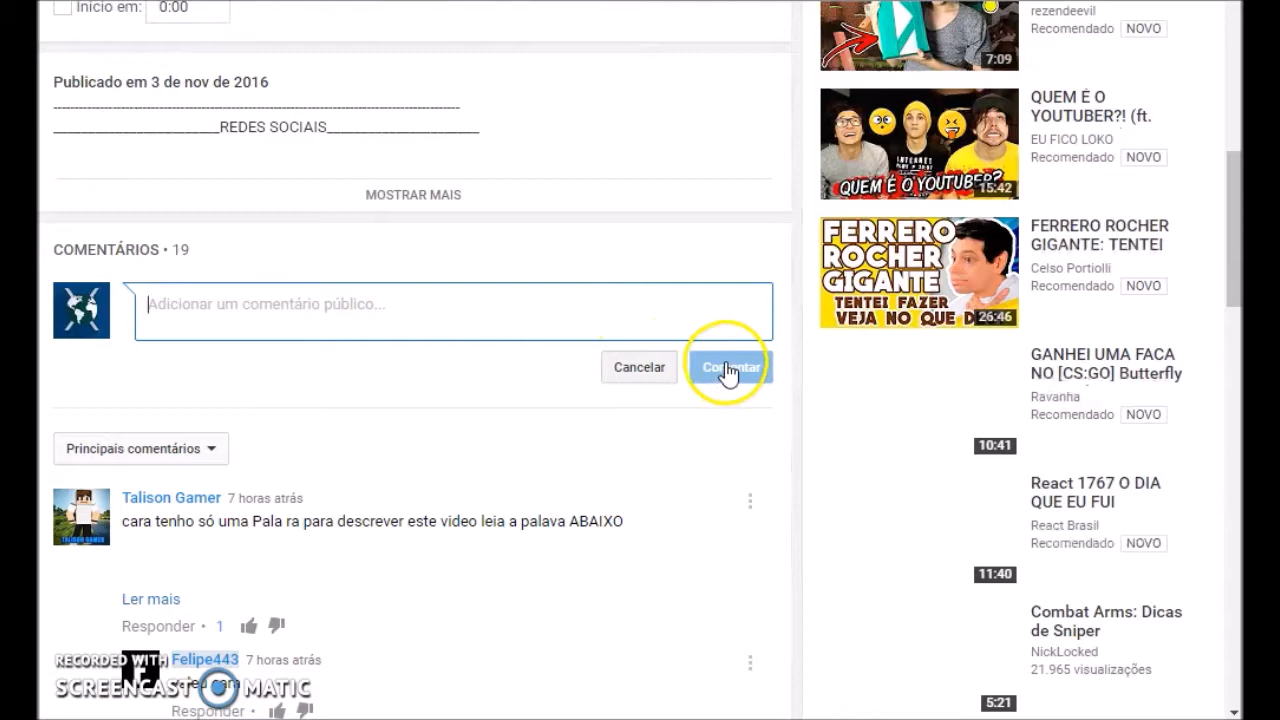 Início em: 0:00
Publicado em 3 de nov de 2016
--------------------------------------------------------------------------------------------
______________________REDES SOCIAIS____________________
MOSTRAR MAIS
COMENTÁRIOS • 19
Adicionar um comentário público...
Cancelar
Comentar
Principais comentários
Talison Gamer 7 horas atrás
cara tenho só uma Pala ra para descrever este video leia a palava ABAIXO
TALISON GAMER
Ler mais
Responder • 1
Felipe443 7 horas atrás
Responder •
RECORDED WITH
SCREENCAST MATIC
rezendeevil
Recomendado NOVO
7:09
QUEM É O
YOUTUBER?! (ft.
EU FICO LOKO
Recomendado NOVO
INTERNET
QUEM É O YOUTUBER?
15:42
FERRERO ROCHER
GIGANTE: TENTEI
Celso Portiolli
Recomendado NOVO
FERRERO
ROCHER
GIGANTE
TENTEI FAZER
VEJA NO QUE
26:46
GANHEI UMA FACA
NO [CS:GO] Butterfly
Ravanha
Recomendado NOVO
10:41
React 1767 O DIA
QUE EU FUI
React Brasil
Recomendado NOVO
11:40
Combat Arms: Dicas
de Sniper
NickLocked
21.965 visualizações
5:21